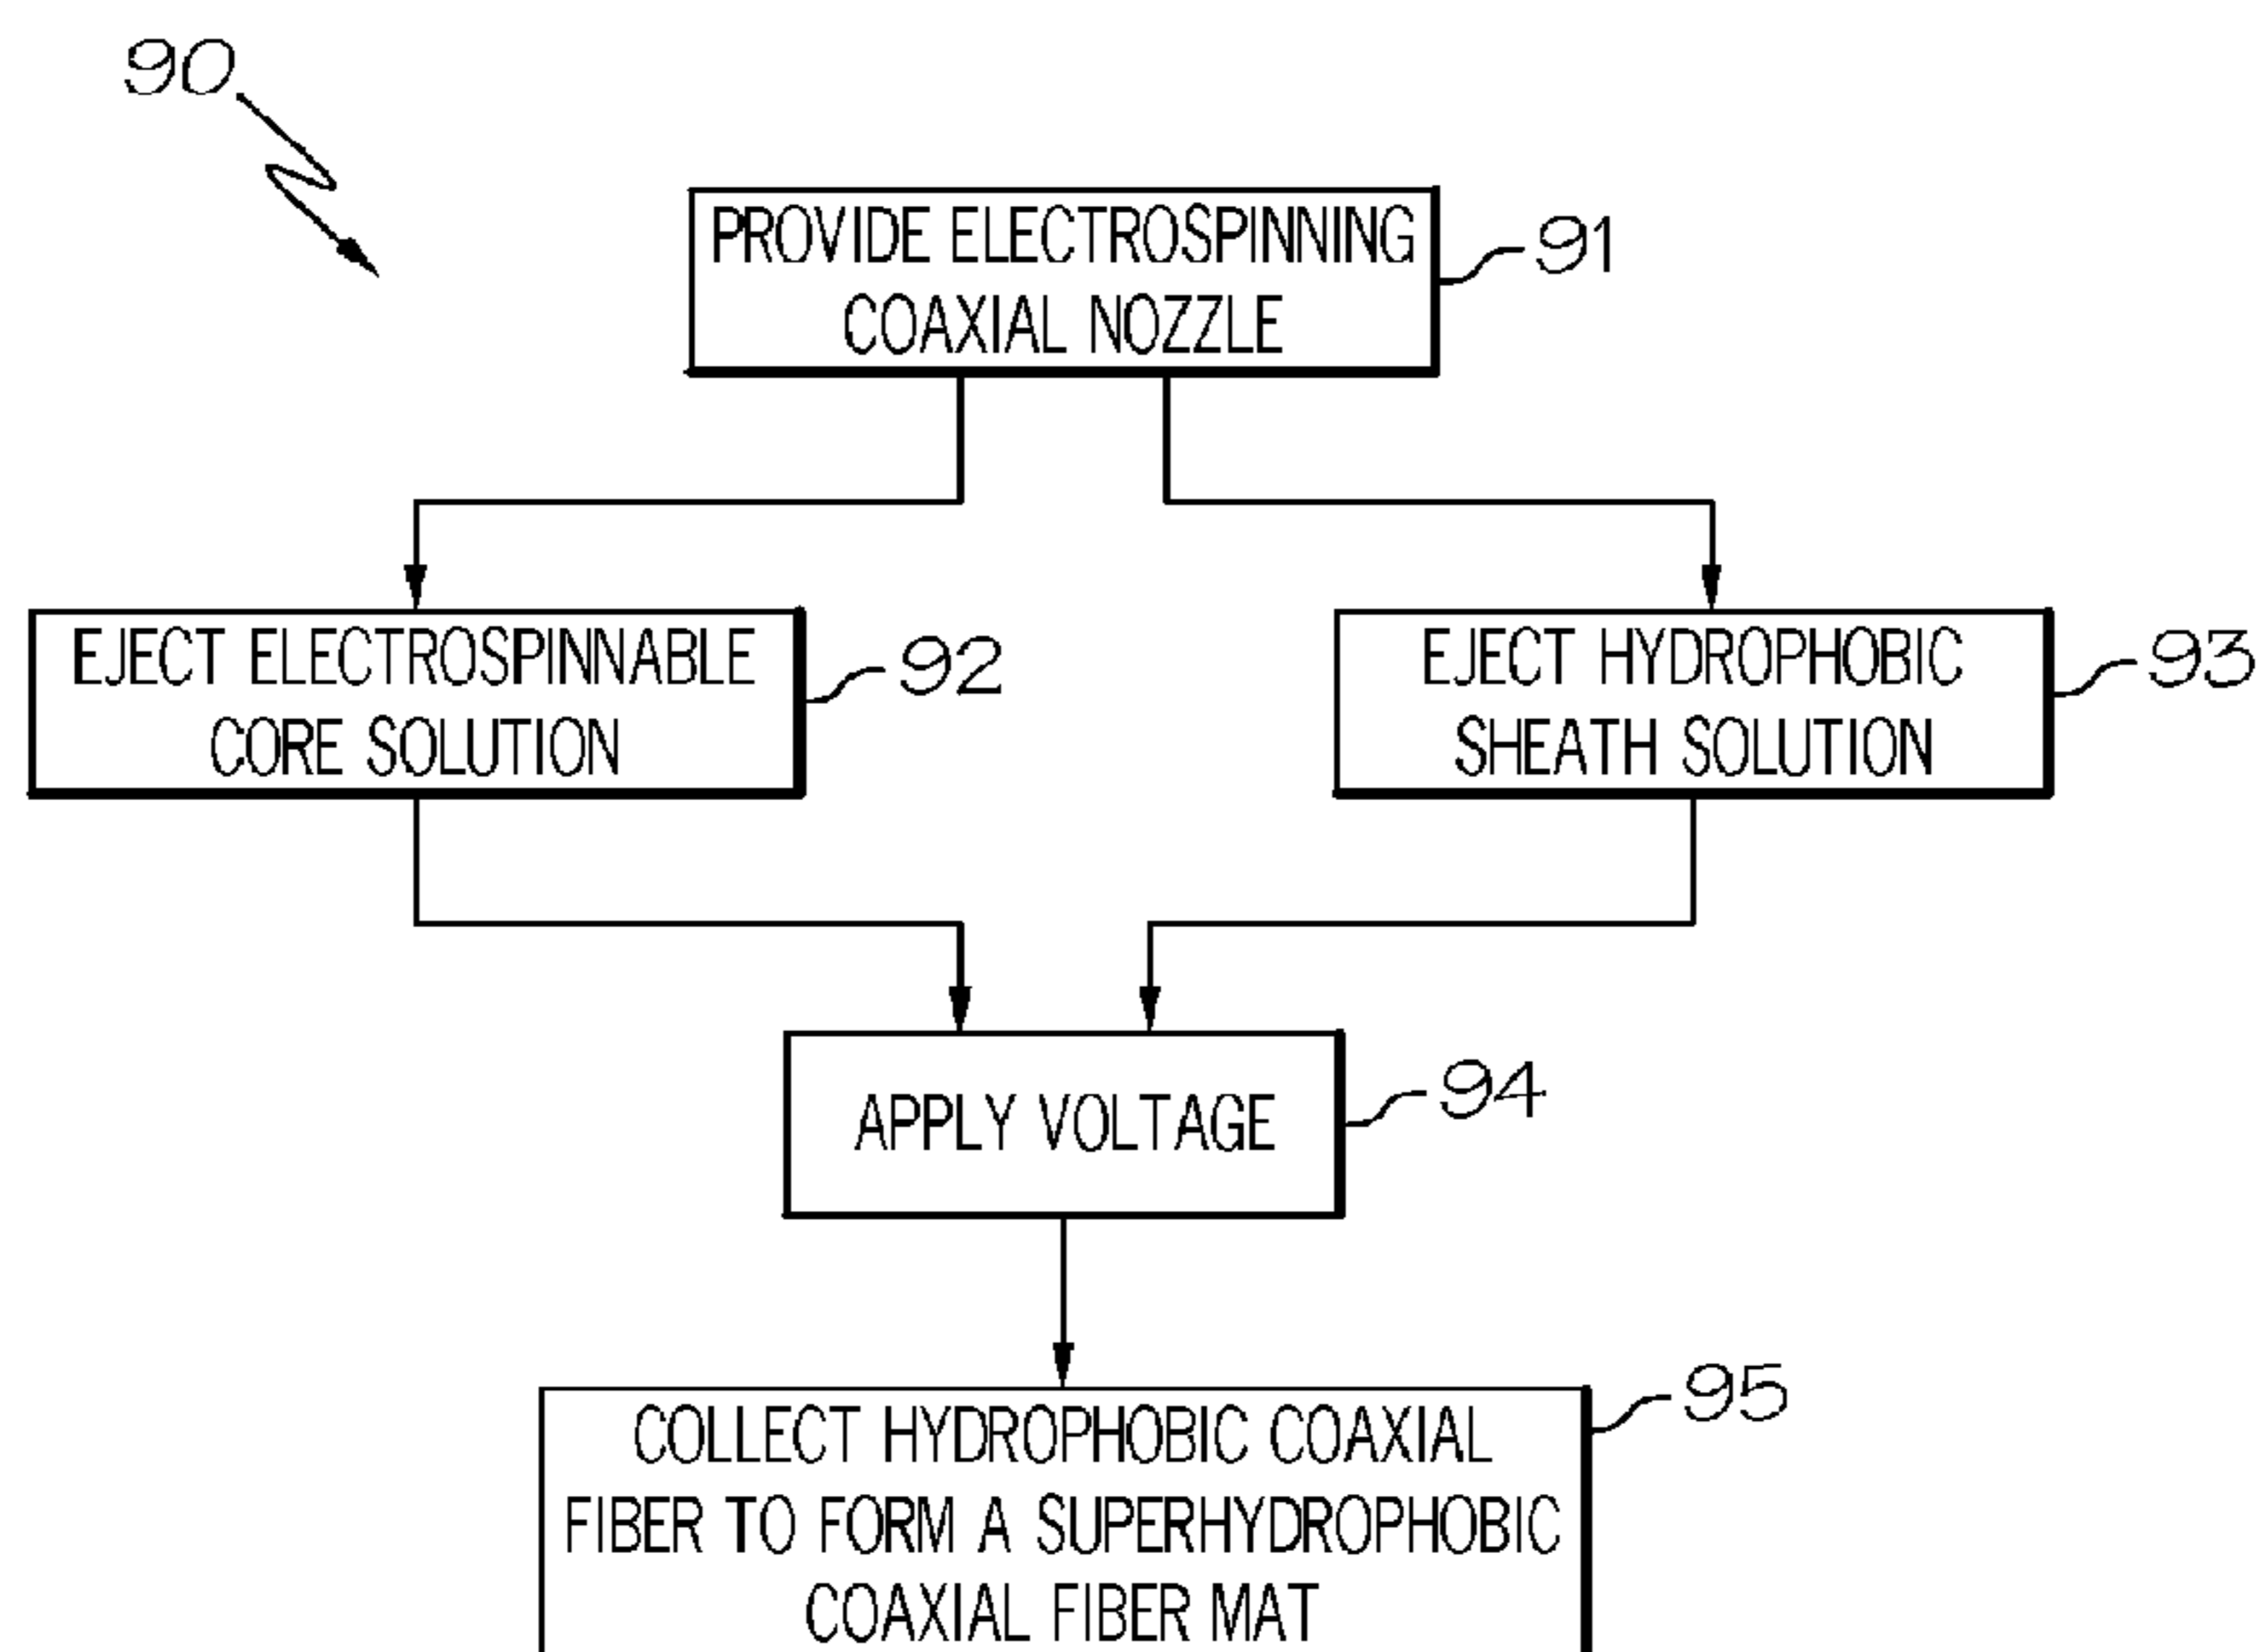 90
PROVIDE ELECTROSPINNING
COAXIAL NOZZLE
91
EJECT ELECTROSPINNABLE
CORE SOLUTION
92
EJECT HYDROPHOBIC
SHEATH SOLUTION
93
APPLY VOLTAGE
94
COLLECT HYDROPHOBIC COAXIAL
FIBER TO FORM A SUPERHYDROPHOBIC
COAXIAL FIBER MAT
95